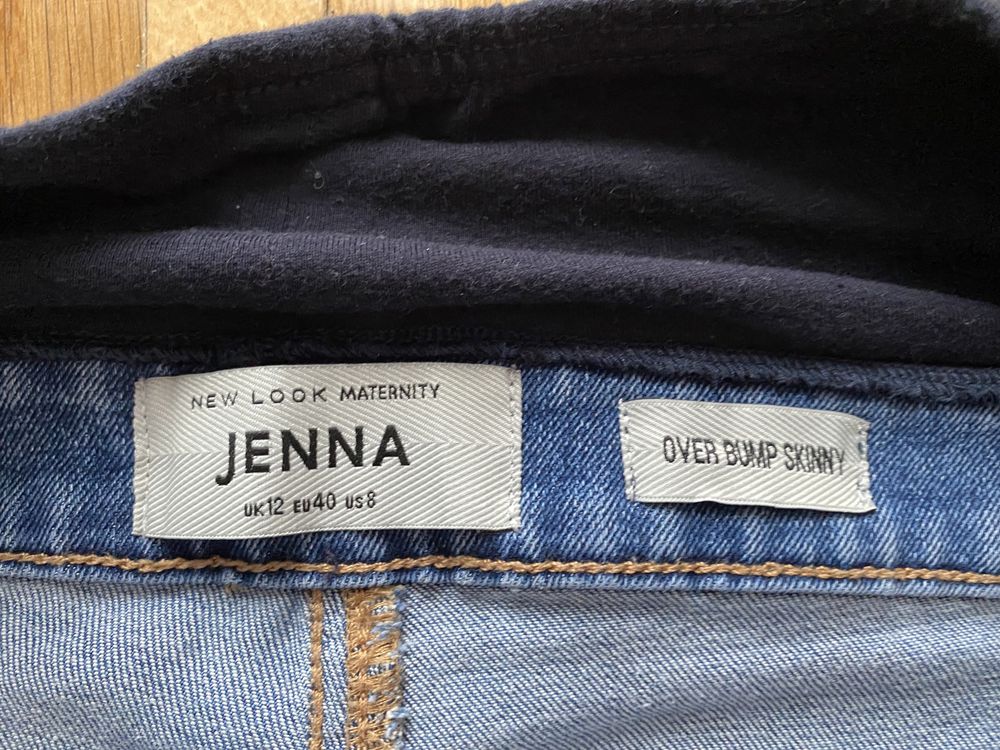 NEW LOOK MATERNITY
JENNA
UK12 EU40 US8
OVER BUMP SKINNY